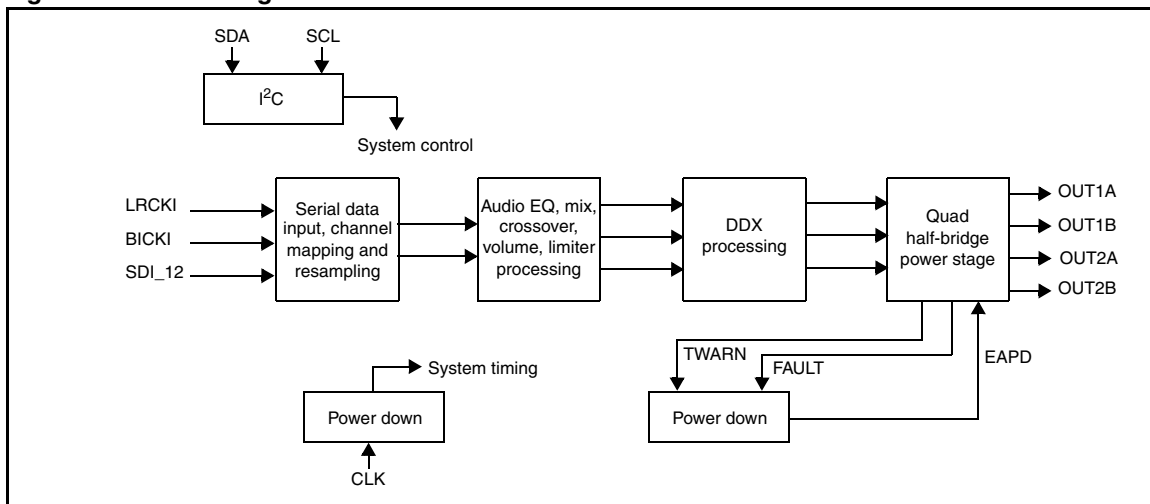 SDA
SCL
I²C
System control
LRCKI
BICKI
SDI_12
Serial data
input, channel
mapping and
resampling
Audio EQ, mix,
crossover,
volume, limiter
processing
DDX
processing
Quad
half-bridge
power stage
OUT1A
OUT1B
OUT2A
OUT2B
TWARN
FAULT
EAPD
System timing
Power down
Power down
CLK